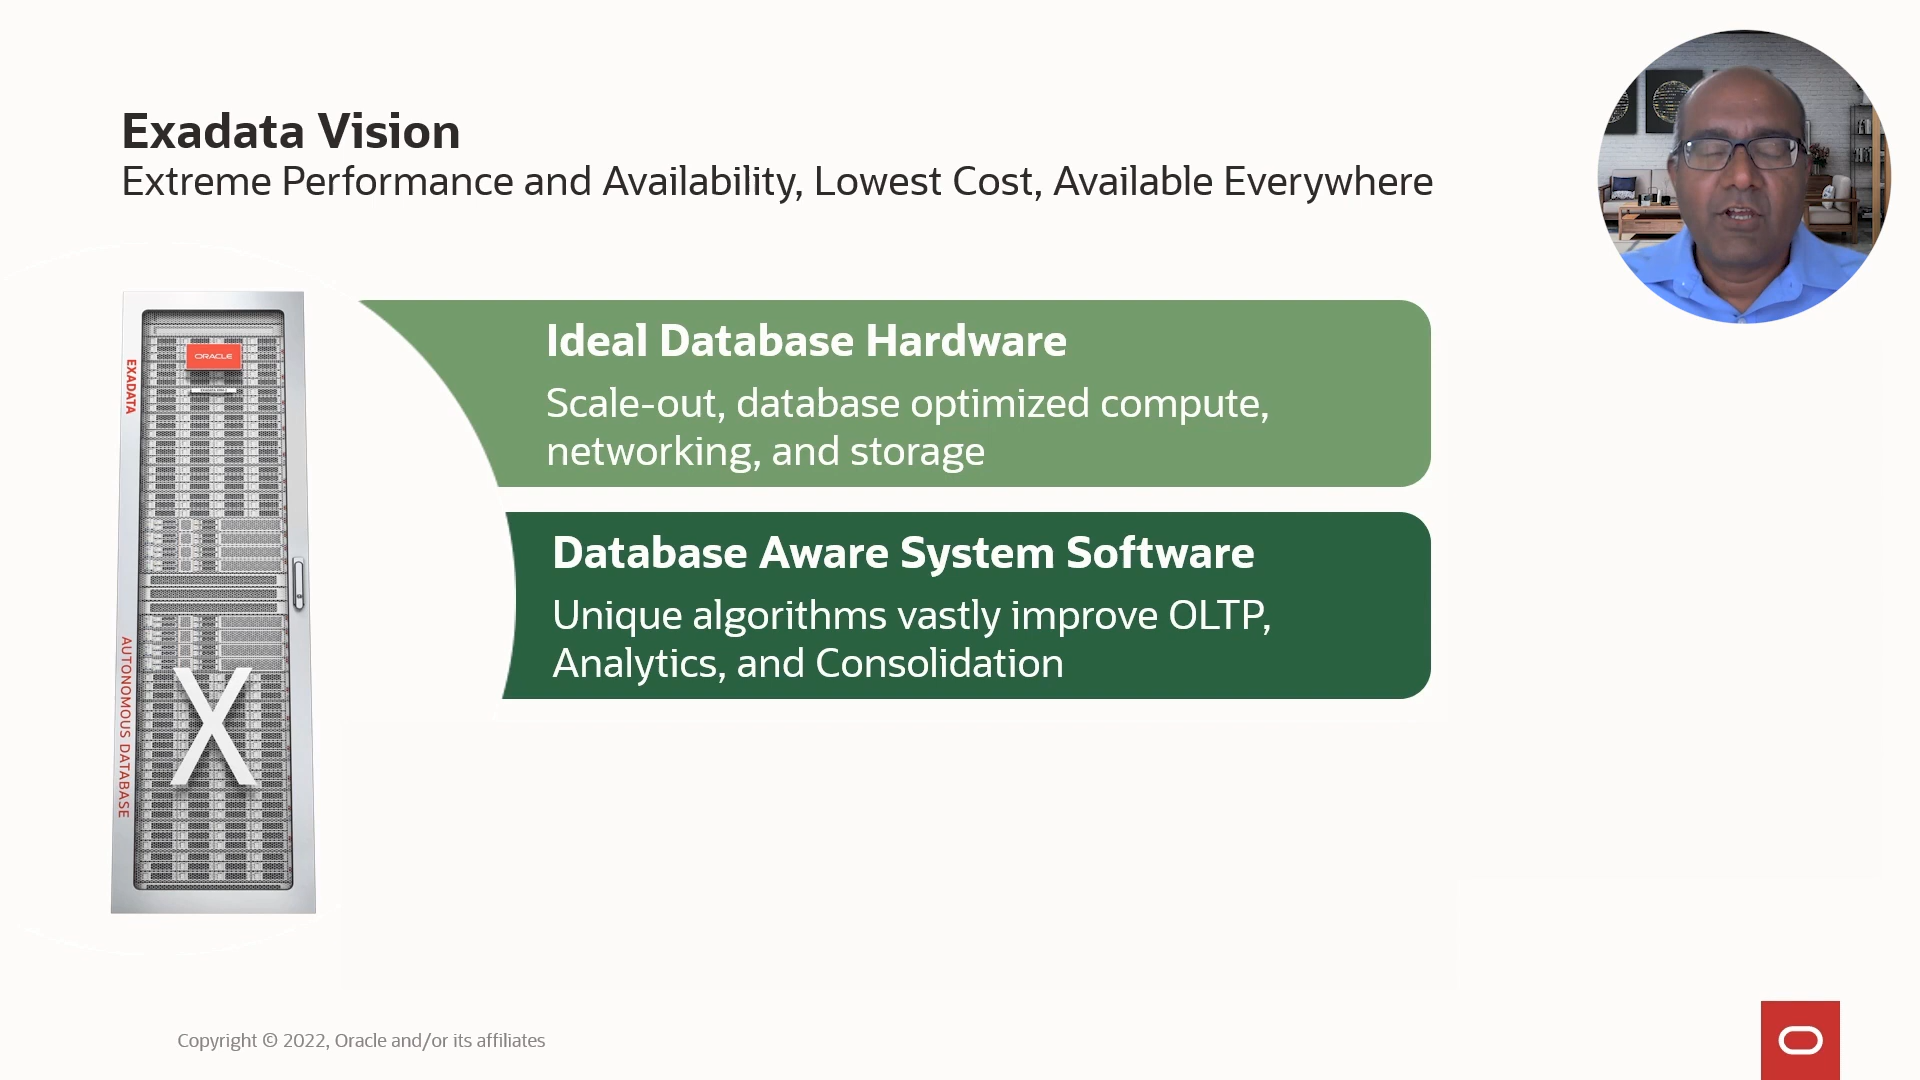 Exadata Vision
Extreme Performance and Availability, Lowest Cost, Available Everywhere
EXADATA
ORACLE
AUTONOMOUS DATABASE
X
Ideal Database Hardware
Scale-out, database optimized compute,
networking, and storage
Database Aware System Software
Unique algorithms vastly improve OLTP,
Analytics, and Consolidation
Copyright © 2022, Oracle and/or its affiliates